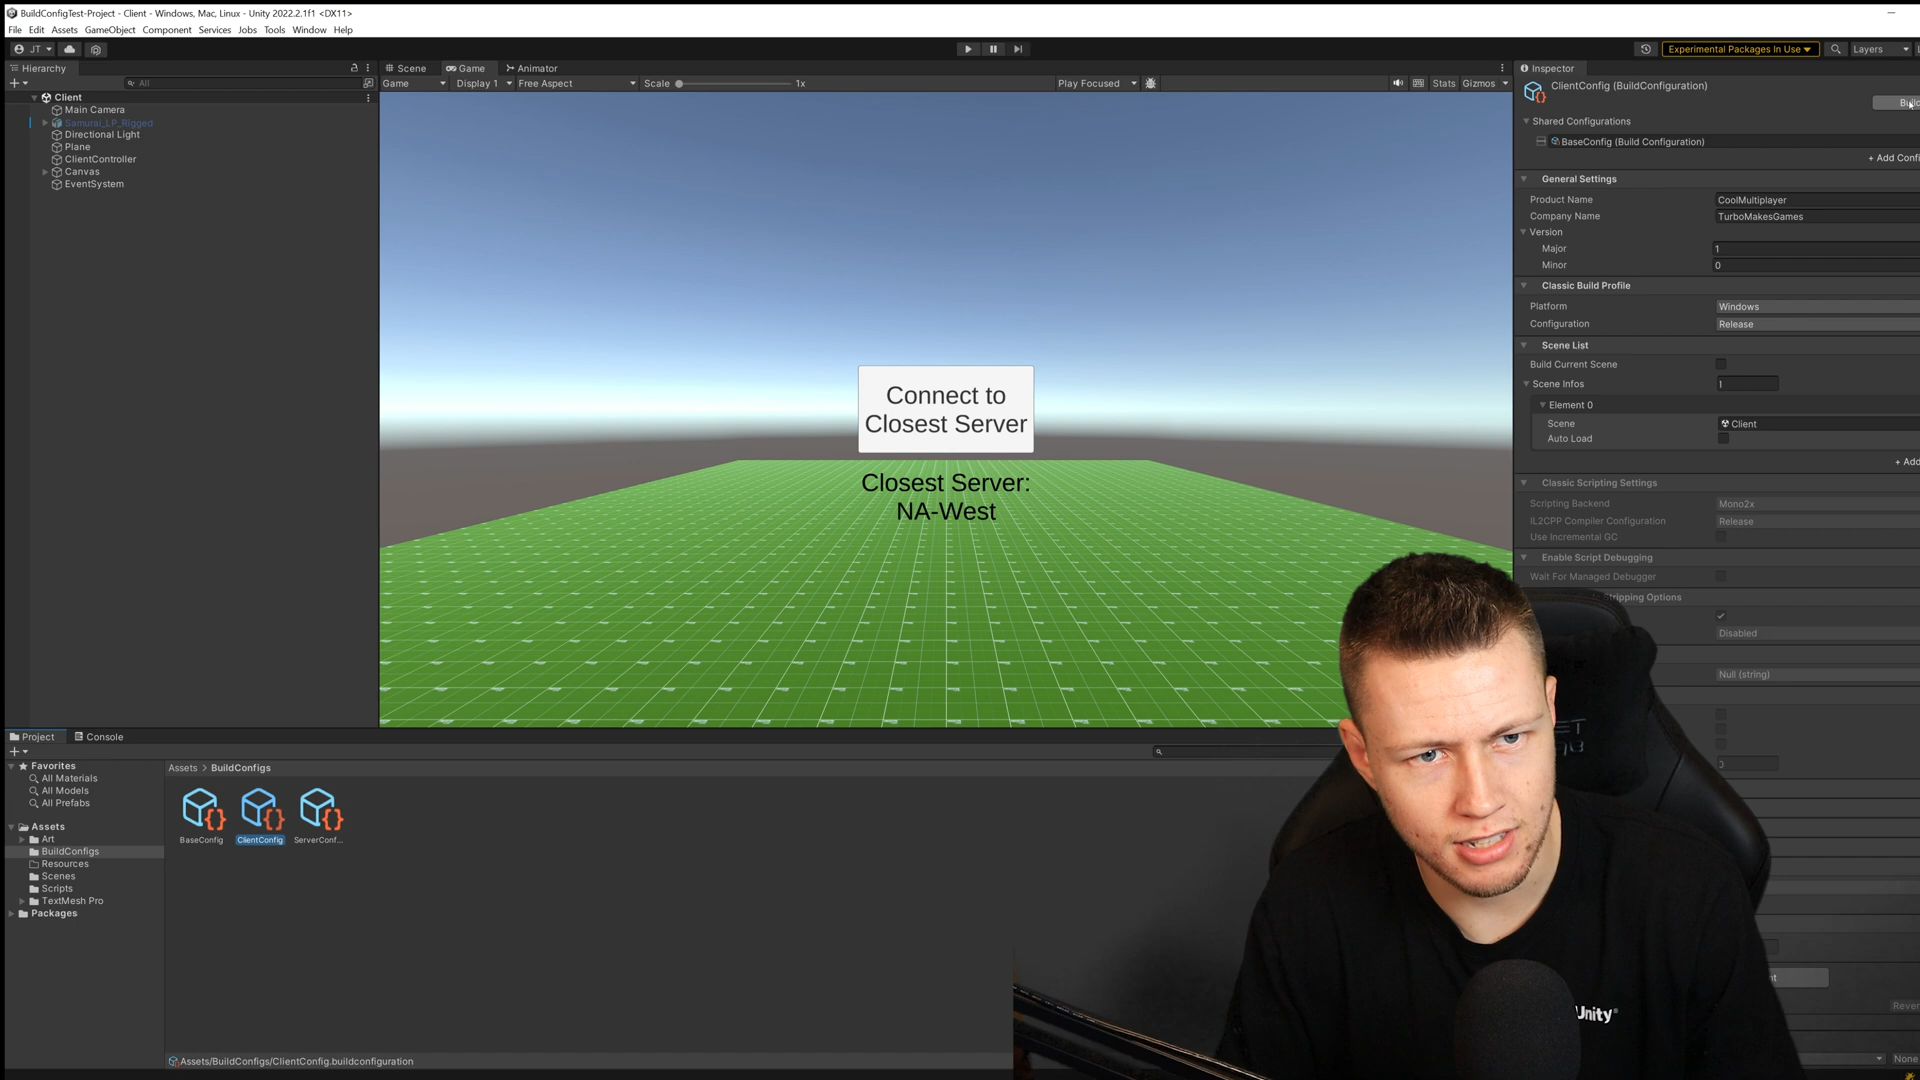 BuildConfigTest-Project - Client - Windows, Mac, Linux - Unity 2022.2.1f1 <DX11>
File Edit Assets GameObject Component Services Jobs Tools Window Help
JT
Experimental Packages In Use
Layers
Hierarchy
All
Client
Main Camera
Samurai_LP_Rigged
Directional Light
Plane
ClientController
Canvas
EventSystem
Scene Game Animator
Game Display 1 Free Aspect Scale 1x Play Focused Stats Gizmos
Connect to
Closest Server
Closest Server:
NA-West
Inspector
ClientConfig (BuildConfiguration)
Shared Configurations
BaseConfig (Build Configuration)
+ Add Confi
General Settings
Product Name CoolMultiplayer
Company Name TurboMakesGames
Version
Major 1
Minor 0
Classic Build Profile
Platform Windows
Configuration Release
Scene List
Build Current Scene
Scene Infos 1
Element 0
Scene Client
Auto Load
+ Add
Classic Scripting Settings
Scripting Backend Mono2x
IL2CPP Compiler Configuration Release
Use Incremental GC
Enable Script Debugging
Wait For Managed Debugger
Stripping Options
Disabled
Null (string)
Rever
None
Project Console
Favorites
All Materials
All Models
All Prefabs
Assets
Art
BuildConfigs
Resources
Scenes
Scripts
TextMesh Pro
Packages
Assets > BuildConfigs
BaseConfig ClientConfig ServerConf...
Assets/BuildConfigs/ClientConfig.buildconfiguration
Unity